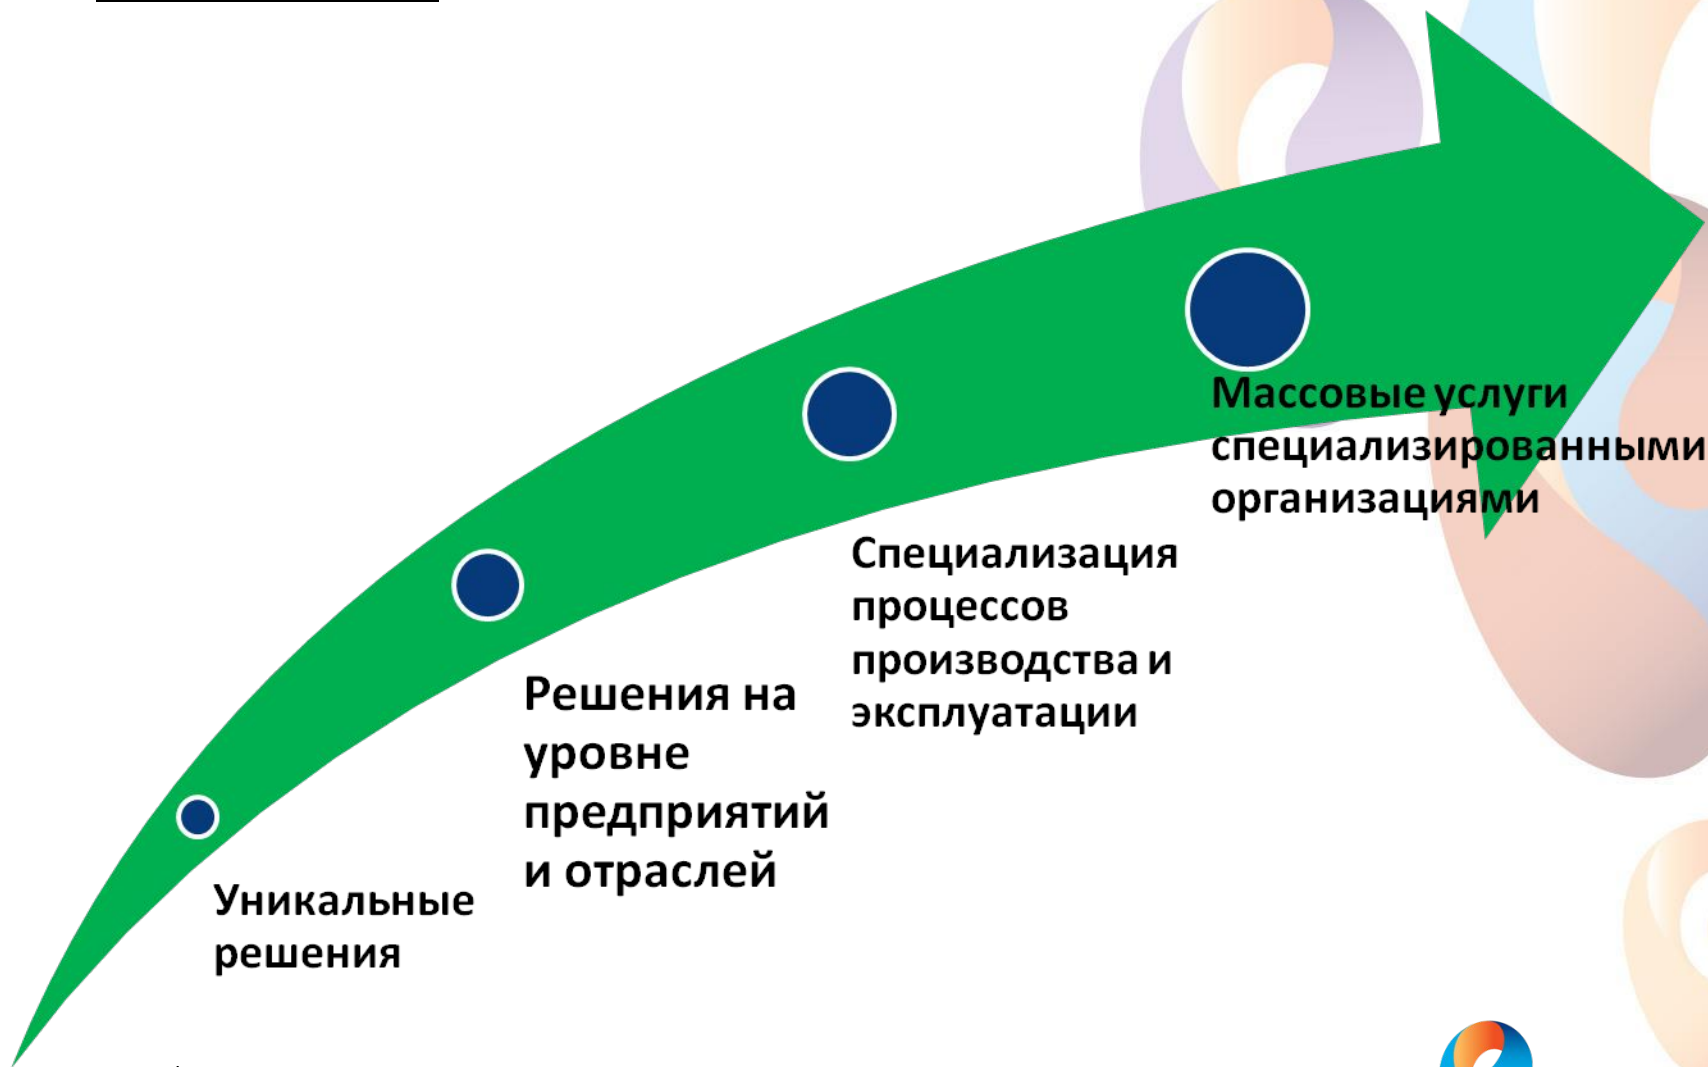 Массовые услуги
специализированными
организациями
Специализация
процессов
производства и
эксплуатации
Решения на
уровне
предприятий
и отраслей
Уникальные
решения